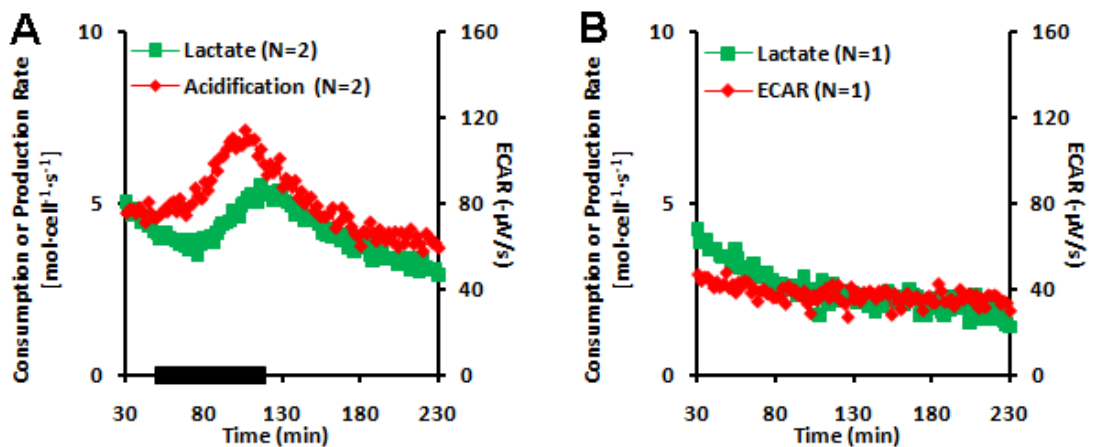 A
Consumption or Production Rate
[mol·cell⁻¹·s⁻¹]
10
5
0
Lactate (N=2)
Acidification (N=2)
160
120
80
40
0
ECAR (-μV/s)
30 80 130 180 230
Time (min)
B
Consumption or Production Rate
[mol·cell⁻¹·s⁻¹]
10
5
0
Lactate (N=1)
ECAR (N=1)
160
120
80
40
0
ECAR (-μV/s)
30 80 130 180 230
Time (min)